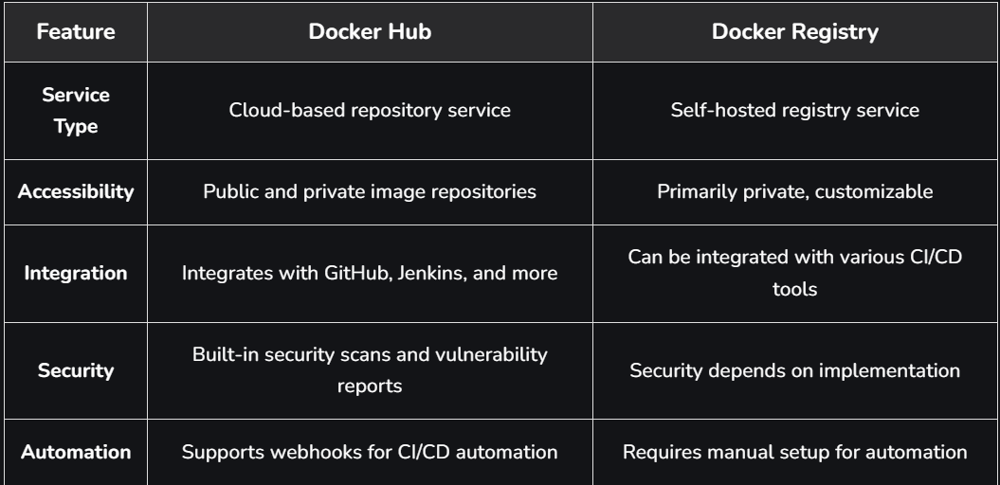 Feature
Docker Hub
Docker Registry
Service
Type
Cloud-based repository service
Self-hosted registry service
Accessibility
Public and private image repositories
Primarily private, customizable
Integration
Integrates with GitHub, Jenkins, and more
Can be integrated with various CI/CD
tools
Security
Built-in security scans and vulnerability
reports
Security depends on implementation
Automation
Supports webhooks for CI/CD automation
Requires manual setup for automation